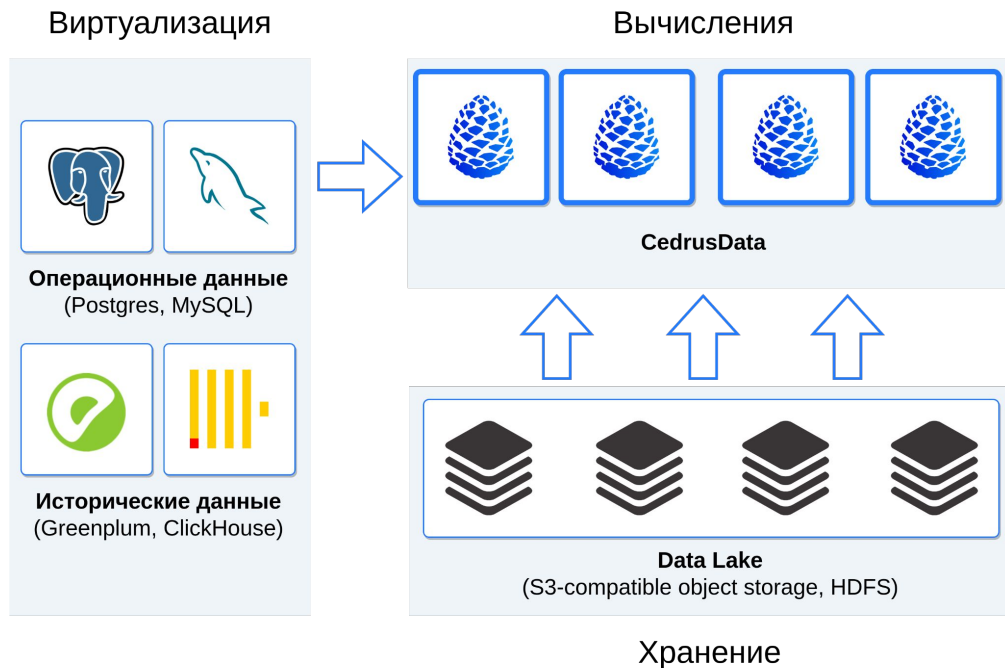 Виртуализация
Вычисления
Операционные данные
(Postgres, MySQL)
Исторические данные
(Greenplum, ClickHouse)
CedrusData
Data Lake
(S3-compatible object storage, HDFS)
Хранение